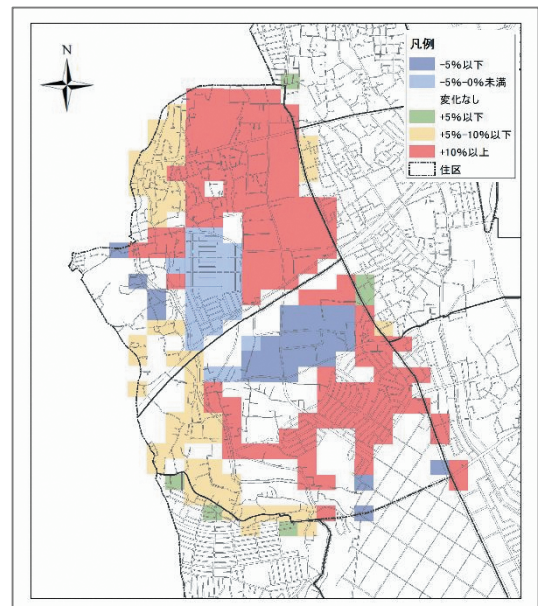 N
凡例
-5%以下
-5%-0%未満
変化なし
+5%以下
+5%-10%以下
+10%以上
住区